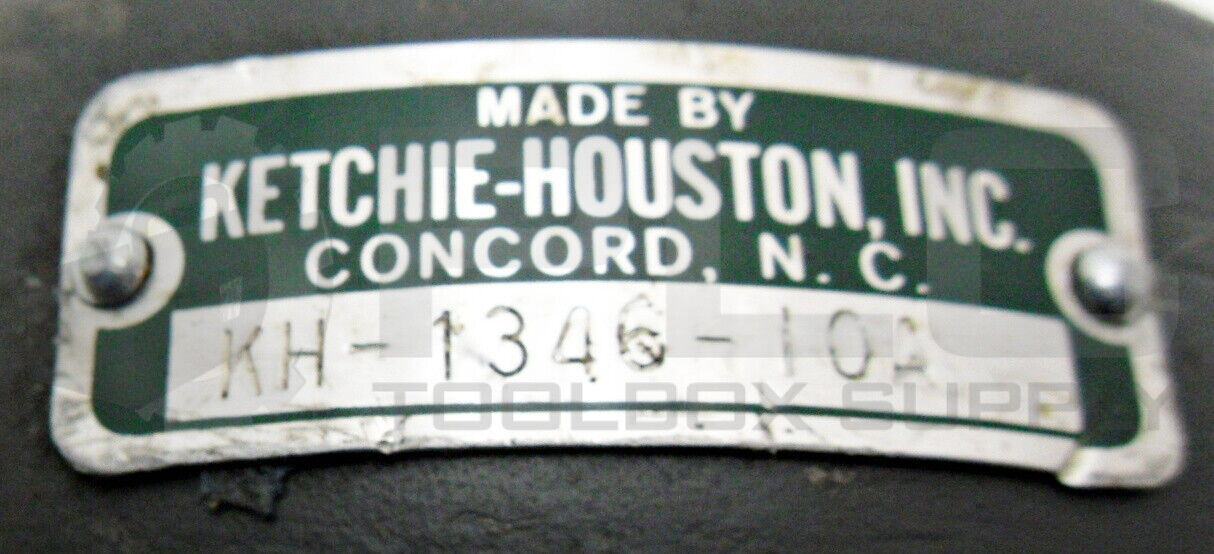 MADE BY
KETCHIE-HOUSTON, INC.
CONCORD, N. C.
KH-1346-10A
TOOLBOX SUPPLY